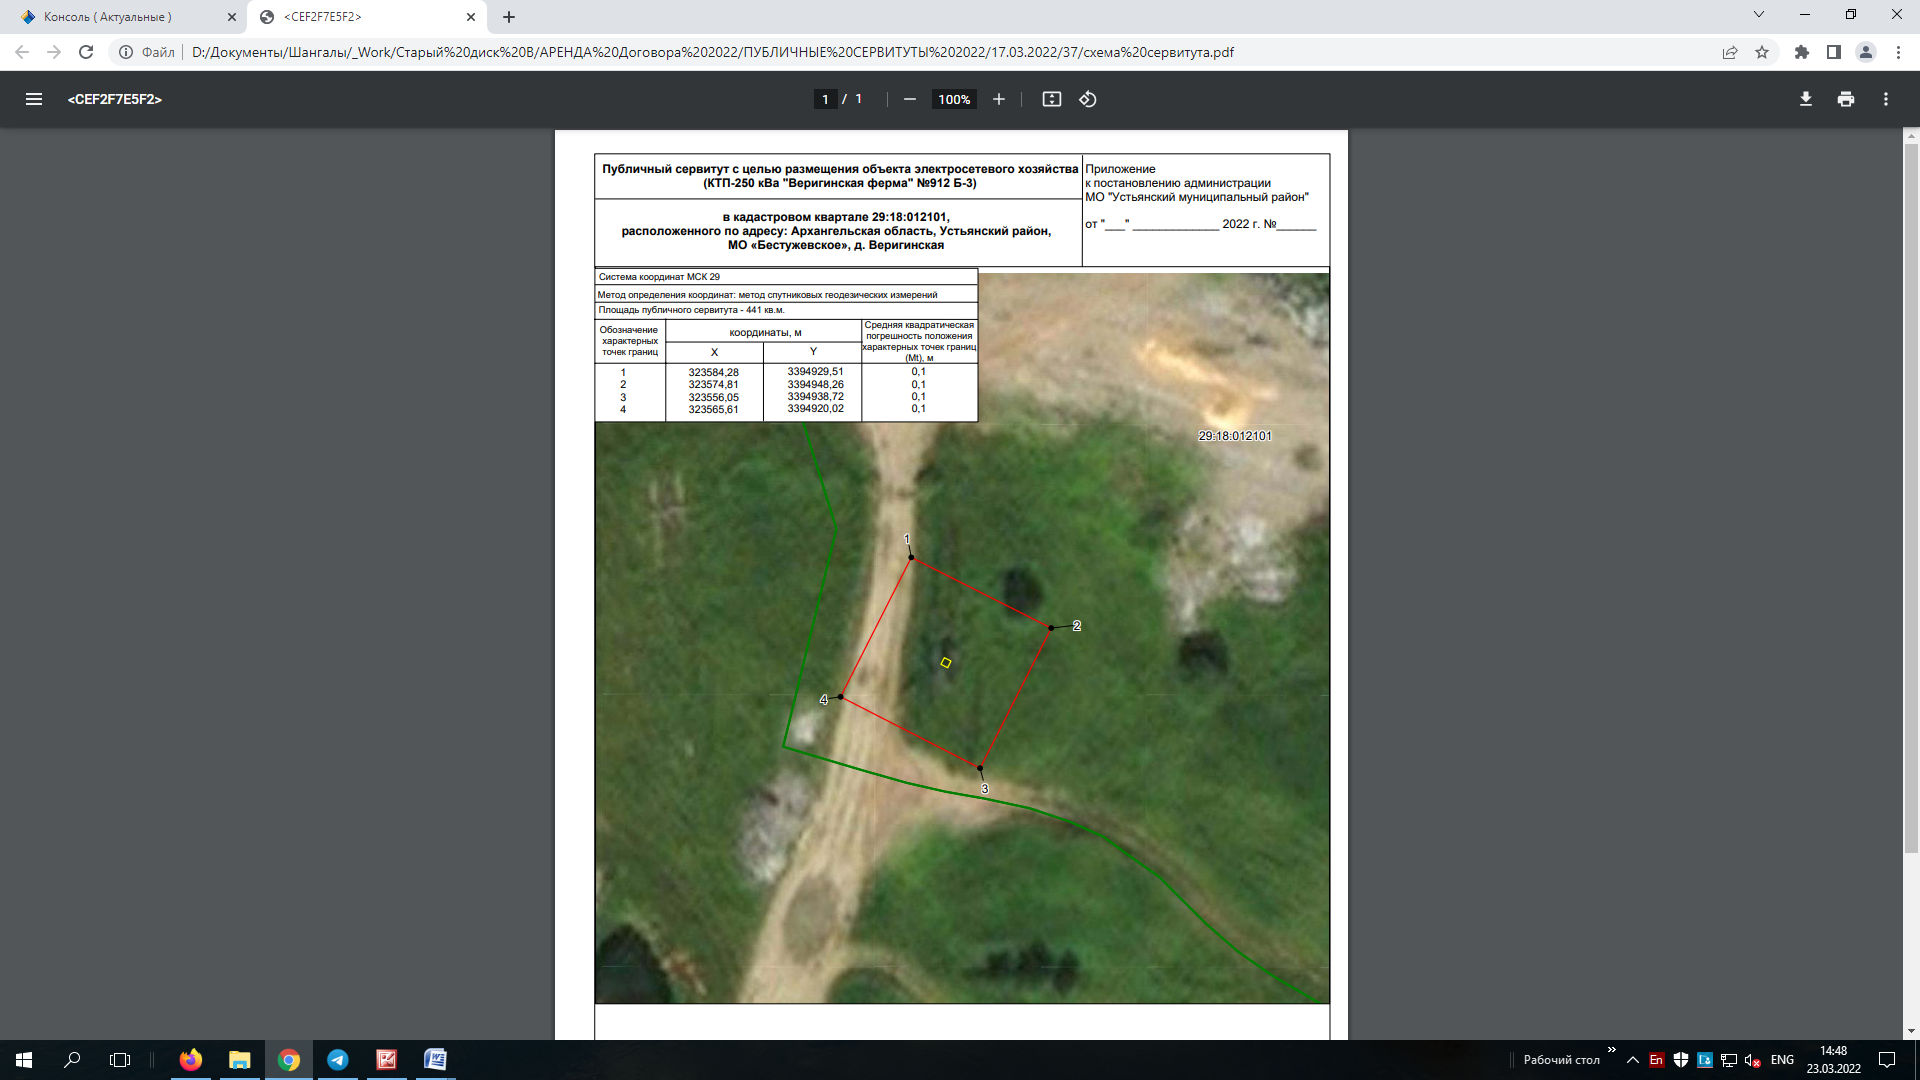 Консоль ( Актуальные )
<CEF2F7E5F2>
Файл
D:/Документы/Шангалы/_Work/Старый%20диск%20В/АРЕНДА%20Договора%202022/ПУБЛИЧНЫЕ%20СЕРВИТУТЫ%202022/17.03.2022/37/схема%20сервитута.pdf
<CEF2F7E5F2>
1 / 1
100%
Публичный сервитут с целью размещения объекта электросетевого хозяйства
(КТП-250 кВа "Веригинская ферма" №912 Б-3)
в кадастровом квартале 29:18:012101,
расположенного по адресу: Архангельская область, Устьянский район,
МО «Бестужевское», д. Веригинская
Приложение
к постановлению администрации
МО "Устьянский муниципальный район"
от "___" _____________ 2022 г. №______
Система координат МСК 29
Метод определения координат: метод спутниковых геодезических измерений
Площадь публичного сервитута - 441 кв.м.
Обозначение
характерных
точек границ
координаты, м
X
Y
Средняя квадратическая
погрешность положения
характерных точек границ
(Mt), м
1 323584,28 3394929,51 0,1
2 323574,81 3394948,26 0,1
3 323556,05 3394938,72 0,1
4 323565,61 3394920,02 0,1
29:18:012101
1
2
4
3
Рабочий стол
En
ENG
14:48
23.03.2022